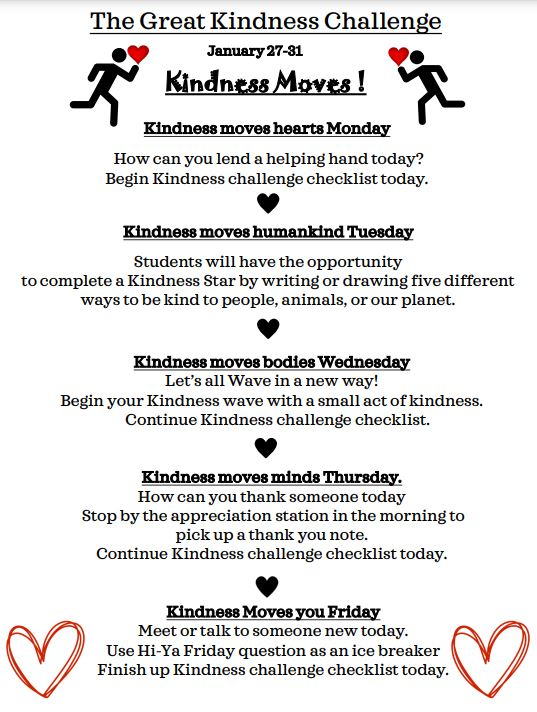 The Great Kindness Challenge
January 27-31
Kindness Moves !
Kindness moves hearts Monday
How can you lend a helping hand today?
Begin Kindness challenge checklist today.
Kindness moves humankind Tuesday
Students will have the opportunity
to complete a Kindness Star by writing or drawing five different
ways to be kind to people, animals, or our planet.
Kindness moves bodies Wednesday
Let's all Wave in a new way!
Begin your Kindness wave with a small act of kindness.
Continue Kindness challenge checklist.
Kindness moves minds Thursday.
How can you thank someone today
Stop by the appreciation station in the morning to
pick up a thank you note.
Continue Kindness challenge checklist today.
Kindness Moves you Friday
Meet or talk to someone new today.
Use Hi-Ya Friday question as an ice breaker
Finish up Kindness challenge checklist today.